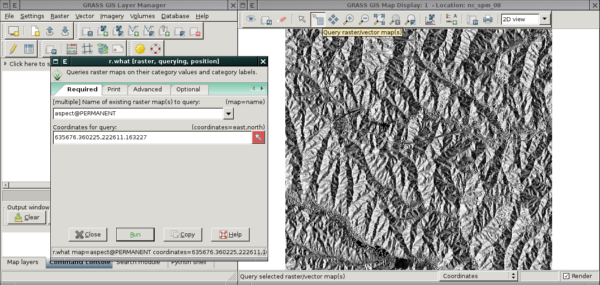 GRASS GIS Layer Manager
File Settings Raster Vector Imagery Volumes Database Help
Click here to s
Output window
Clear
Map layers Command console Search module Python shell
r.what [raster, querying, position]
Queries raster maps on their category values and category labels.
Required Print Advanced Optional
[multiple] Name of existing raster map(s) to query: (map=name)
aspect@PERMANENT
Coordinates for query: (coordinates=east,north)
635676.360225,222611.163227
Close Run Copy Help
r.what map=aspect@PERMANENT coordinates=635676.360225,222611,1
GRASS GIS Map Display: 1 - Location: nc_spm_08
2D view
Query raster/vector map(s)
Query selected raster/vector map(s)
Coordinates
Render